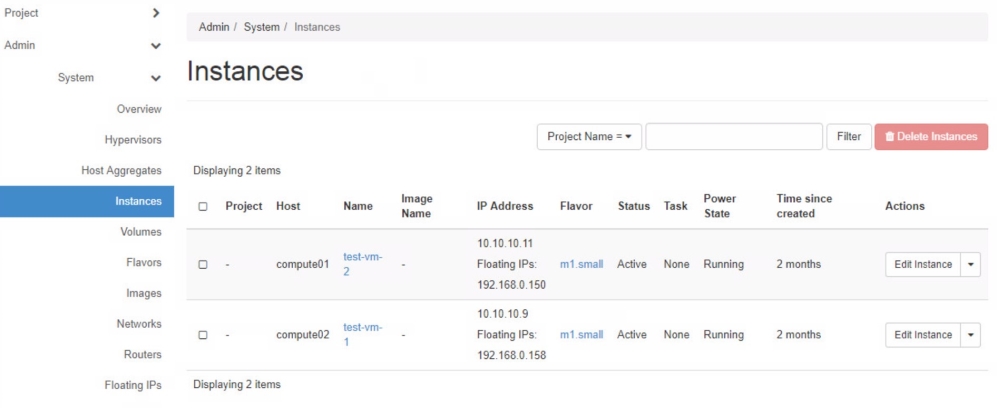 Project
Admin
System
Overview
Hypervisors
Host Aggregates
Instances
Volumes
Flavors
Images
Networks
Routers
Floating IPs
Admin / System / Instances
Instances
Project Name =
Filter
Delete Instances
Displaying 2 items
Project Host Name Image Name IP Address Flavor Status Task Power State Time since created Actions
- compute01 test-vm-2 - 10.10.10.11 Floating IPs: 192.168.0.150 m1.small Active None Running 2 months Edit Instance
- compute02 test-vm-1 - 10.10.10.9 Floating IPs: 192.168.0.158 m1.small Active None Running 2 months Edit Instance
Displaying 2 items